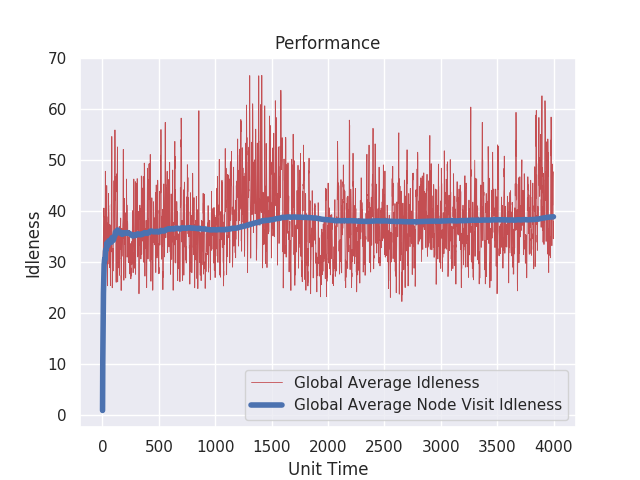 Performance
70
60
50
40
30
20
10
0
Idleness
0 500 1000 1500 2000 2500 3000 3500 4000
Unit Time
Global Average Idleness
Global Average Node Visit Idleness